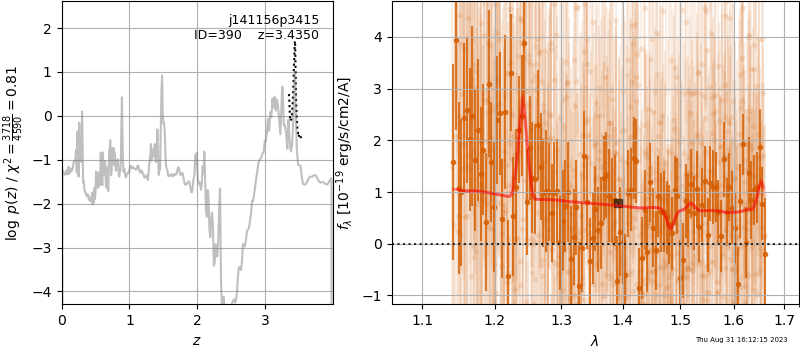 j141156p3415
ID=390 z=3.4350
log p(z) / χ² = 3718/4590 = 0.81
2
1
0
−1
−2
−3
−4
0 1 2 3
z
f_λ [10⁻¹⁹ erg/s/cm2/A]
4
3
2
1
0
−1
1.1 1.2 1.3 1.4 1.5 1.6 1.7
λ
Thu Aug 31 16:12:15 2023